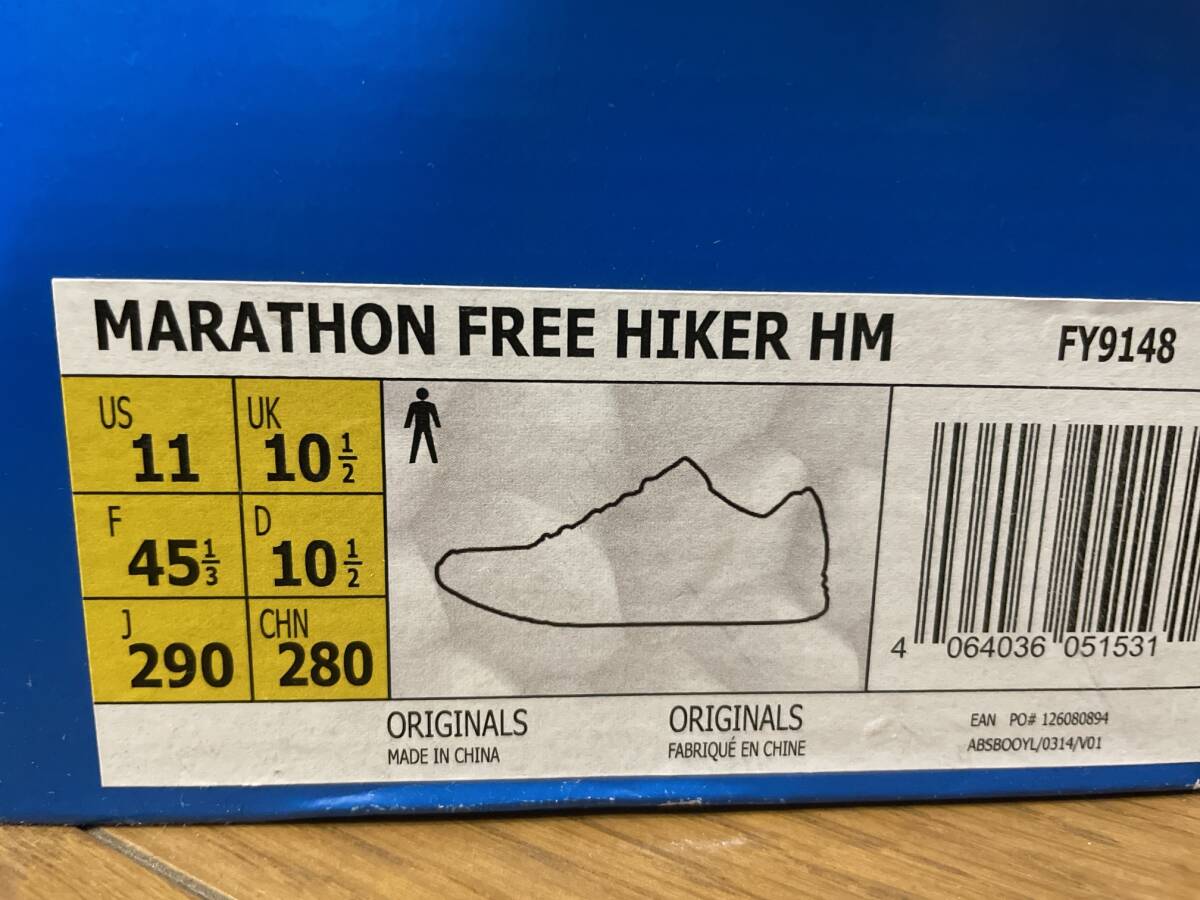 MARATHON FREE HIKER HM
FY9148
US
11
UK
10 1/2
F
45 1/3
D
10 1/2
J
290
CHN
280
4 064036 051531
ORIGINALS
MADE IN CHINA
ORIGINALS
FABRIQUÉ EN CHINE
EAN PO# 126080894
ABSBOOYL/0314/V01